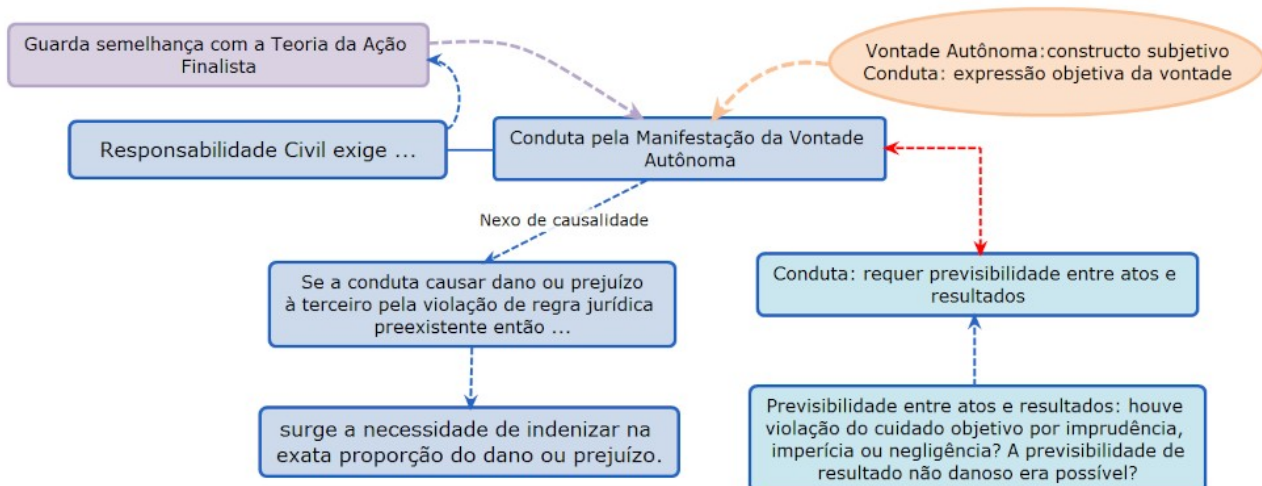 Guarda semelhança com a Teoria da Ação
Finalista
Vontade Autônoma:constructo subjetivo
Conduta: expressão objetiva da vontade
Responsabilidade Civil exige ...
Conduta pela Manifestação da Vontade
Autônoma
Nexo de causalidade
Se a conduta causar dano ou prejuízo
à terceiro pela violação de regra jurídica
preexistente então ...
Conduta: requer previsibilidade entre atos e
resultados
surge a necessidade de indenizar na
exata proporção do dano ou prejuízo.
Previsibilidade entre atos e resultados: houve
violação do cuidado objetivo por imprudência,
imperícia ou negligência? A previsibilidade de
resultado não danoso era possível?